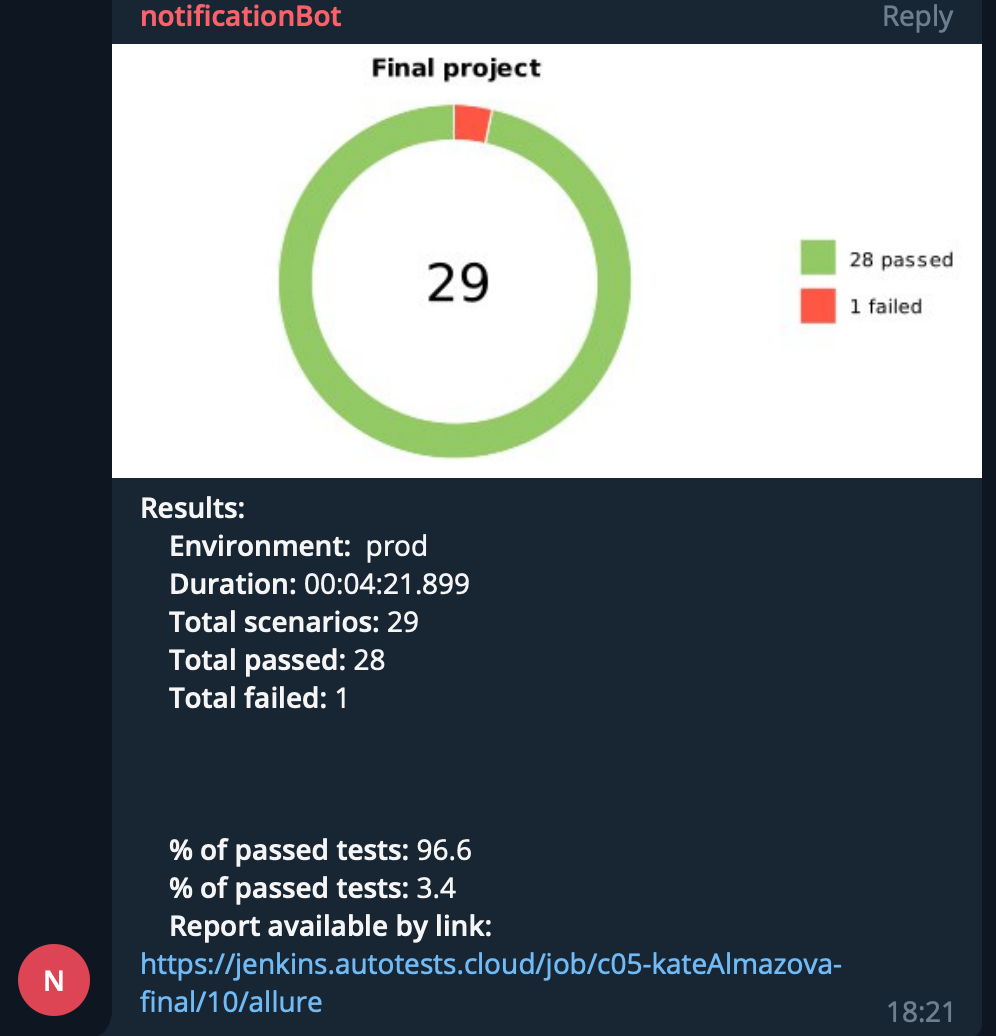 notificationBot Reply
Final project
29
28 passed
1 failed
Results:
Environment: prod
Duration: 00:04:21.899
Total scenarios: 29
Total passed: 28
Total failed: 1
% of passed tests: 96.6
% of passed tests: 3.4
Report available by link:
https://jenkins.autotests.cloud/job/c05-kateAlmazova-
final/10/allure
N
18:21